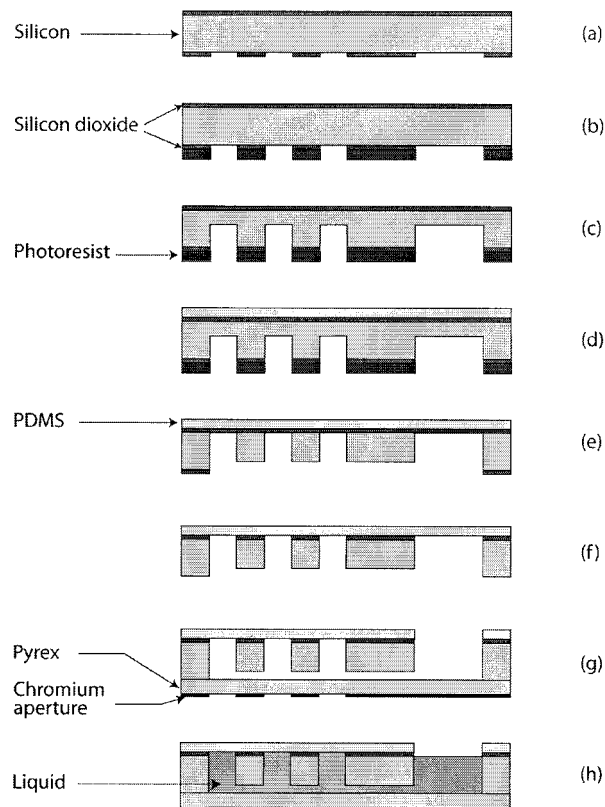 Silicon
(a)
Silicon dioxide
(b)
(c)
Photoresist
(d)
PDMS
(e)
(f)
Pyrex
(g)
Chromium
aperture
Liquid
(h)